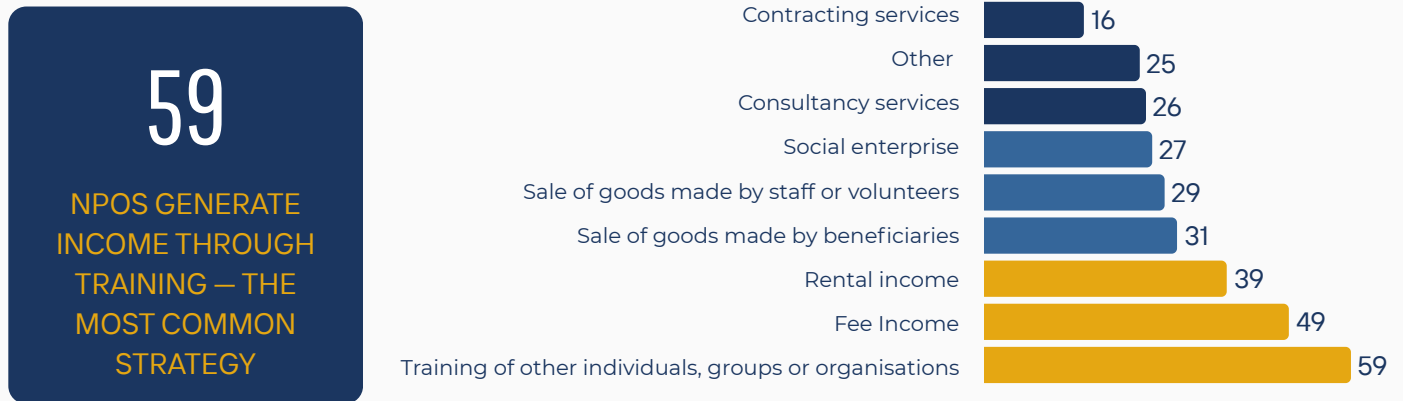 59
NPOS GENERATE
INCOME THROUGH
TRAINING — THE
MOST COMMON
STRATEGY
Contracting services 16
Other 25
Consultancy services 26
Social enterprise 27
Sale of goods made by staff or volunteers 29
Sale of goods made by beneficiaries 31
Rental income 39
Fee Income 49
Training of other individuals, groups or organisations 59